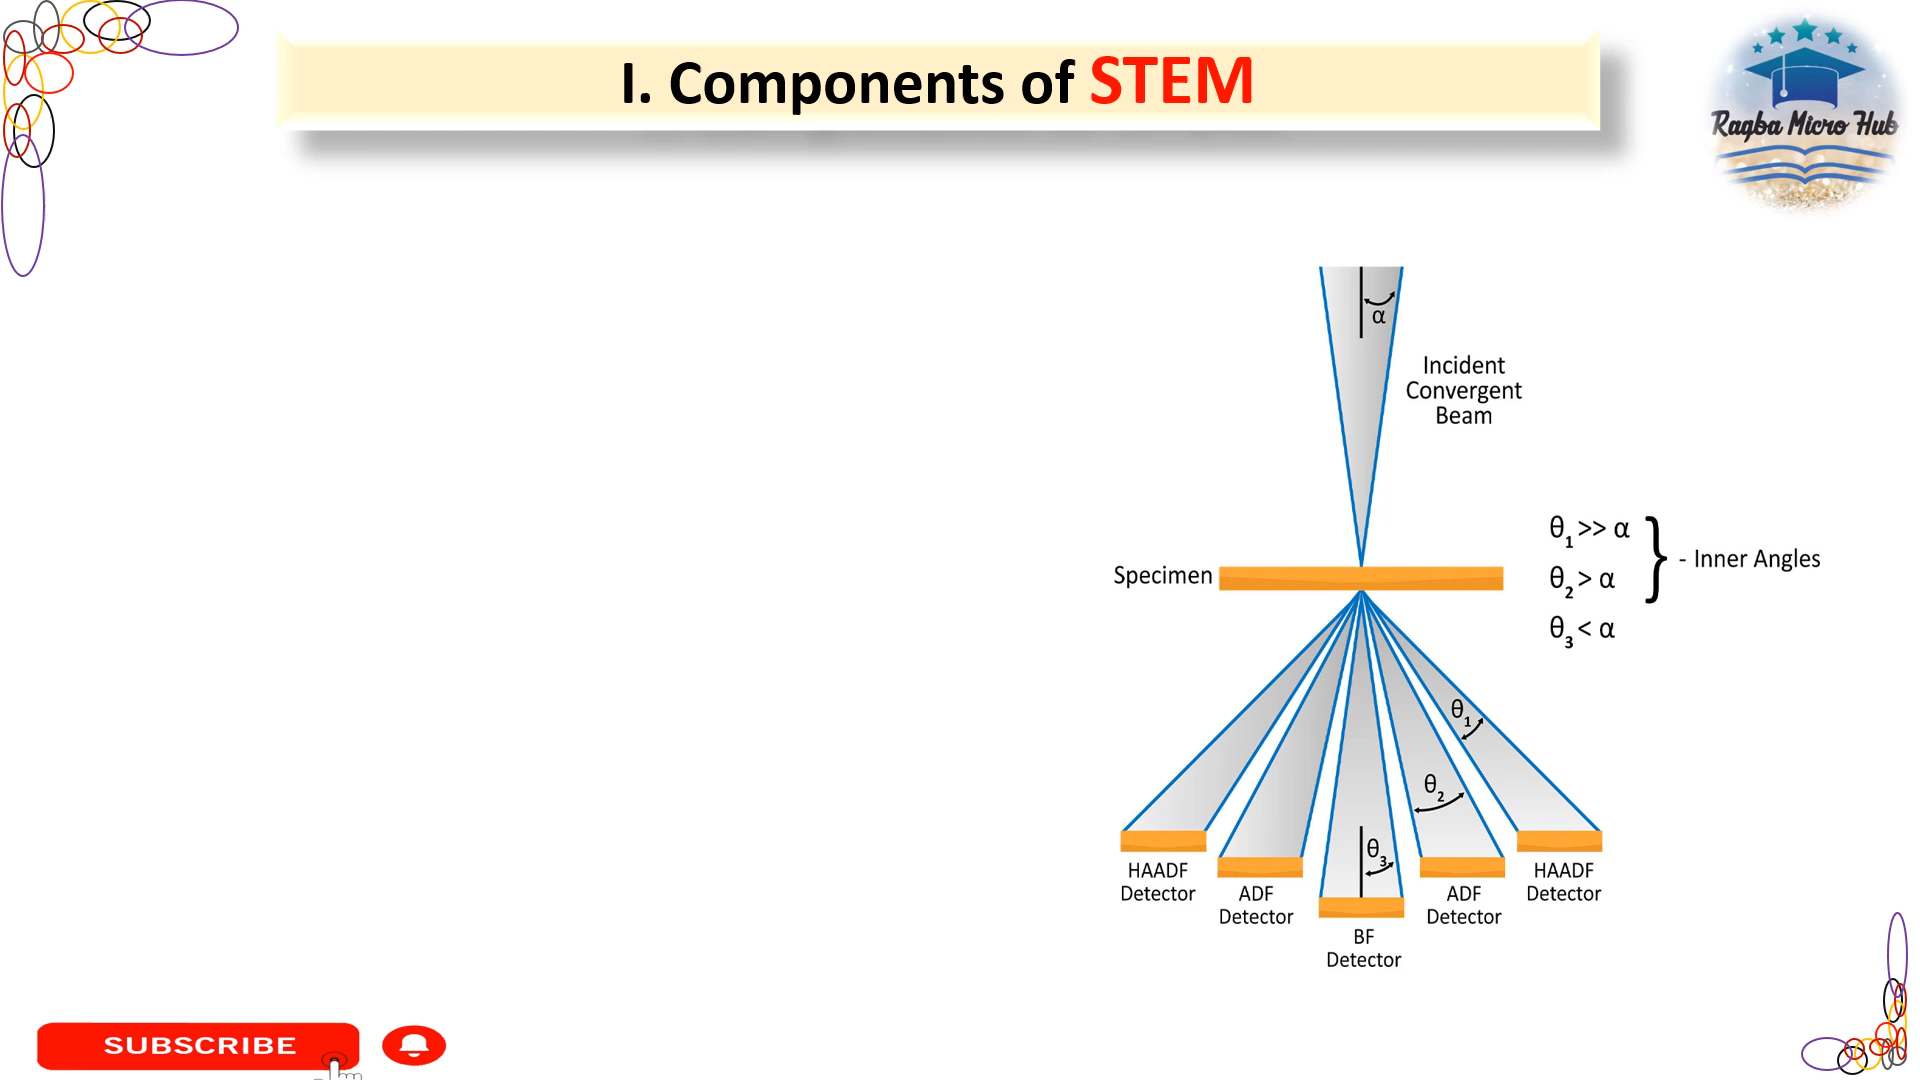 I. Components of STEM
Ragba Micro Hub
α
Incident
Convergent
Beam
Specimen
θ1 >> α
θ2 > α
θ3 < α
- Inner Angles
θ1
θ2
θ3
HAADF
Detector
ADF
Detector
BF
Detector
ADF
Detector
HAADF
Detector
SUBSCRIBE